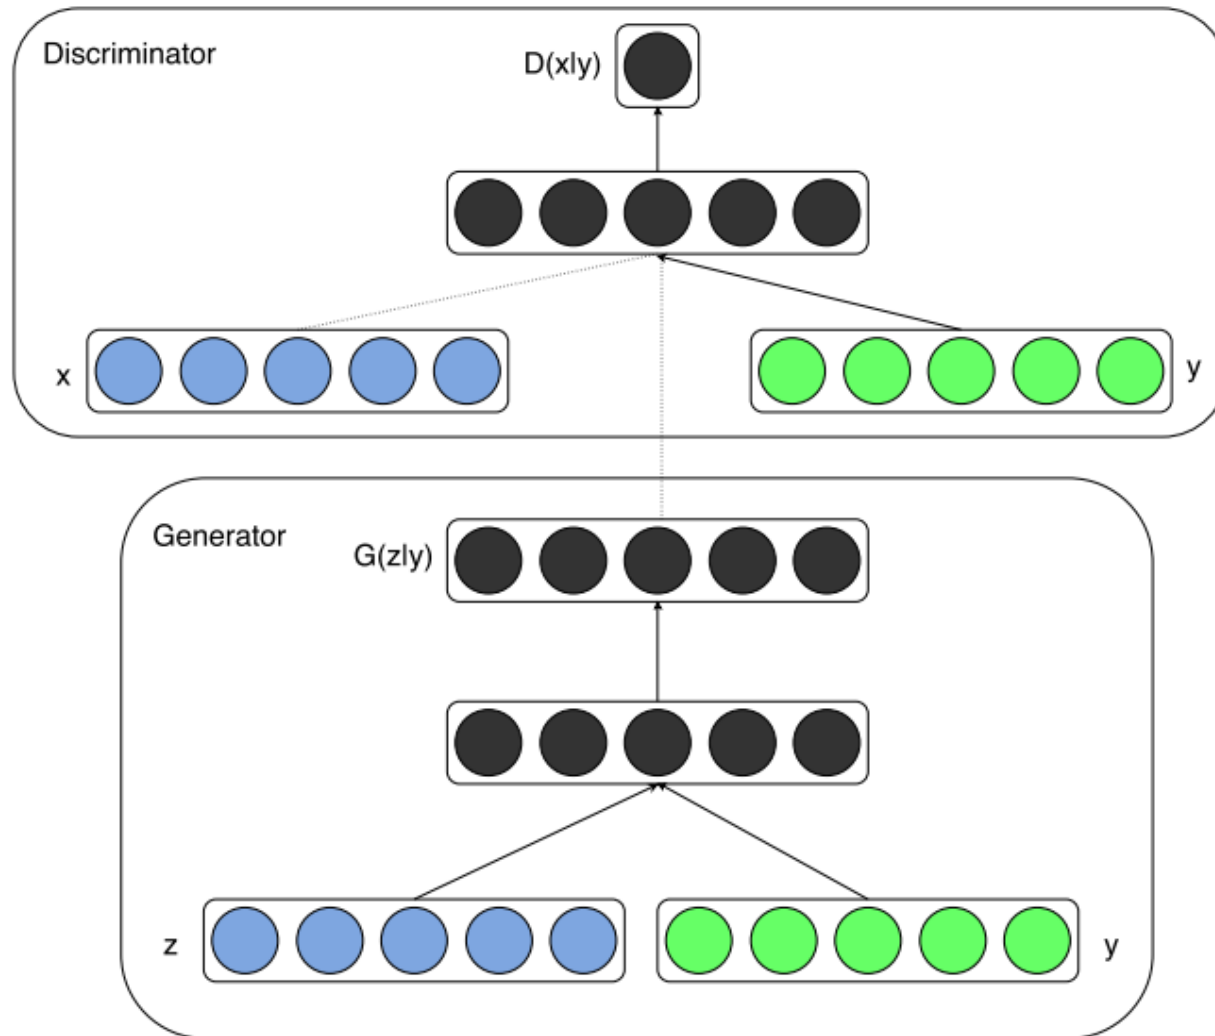 Discriminator
D(x|y)
x
y
Generator
G(z|y)
z
y